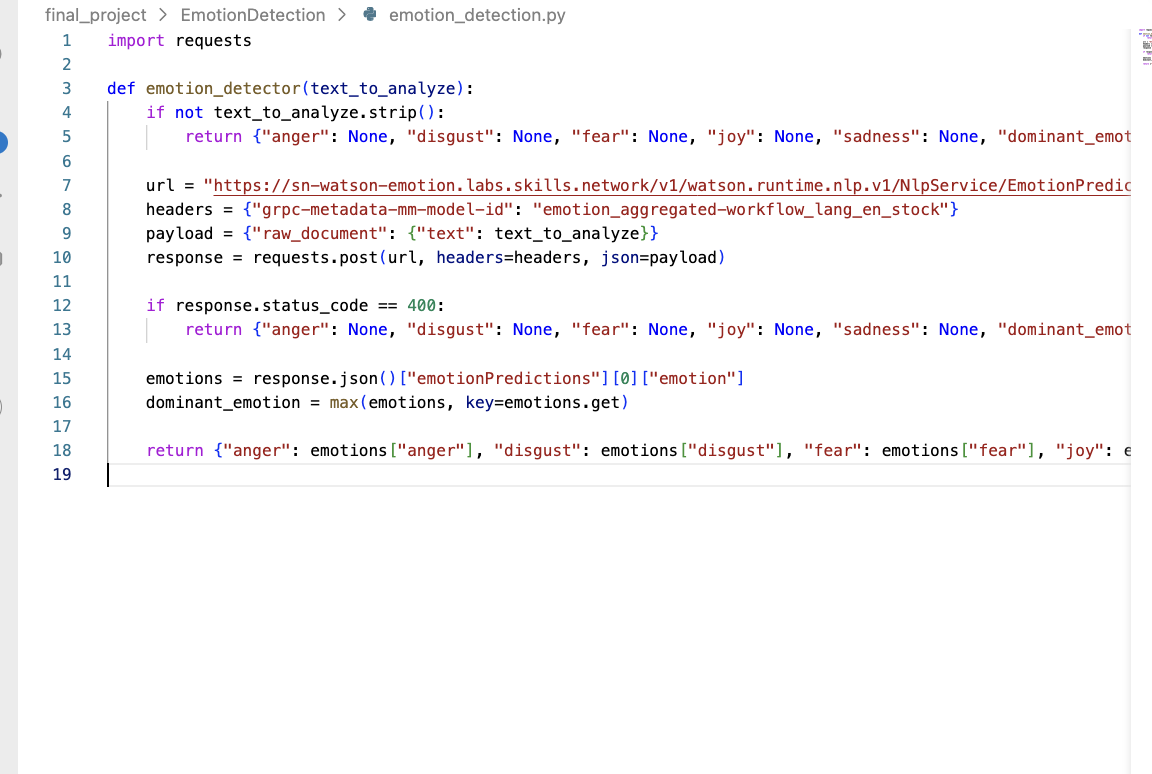 final_project > EmotionDetection > emotion_detection.py
1 import requests
2
3 def emotion_detector(text_to_analyze):
4     if not text_to_analyze.strip():
5         return {"anger": None, "disgust": None, "fear": None, "joy": None, "sadness": None, "dominant_emot
6
7     url = "https://sn-watson-emotion.labs.skills.network/v1/watson.runtime.nlp.v1/NlpService/EmotionPredic
8     headers = {"grpc-metadata-mm-model-id": "emotion_aggregated-workflow_lang_en_stock"}
9     payload = {"raw_document": {"text": text_to_analyze}}
10     response = requests.post(url, headers=headers, json=payload)
11
12     if response.status_code == 400:
13         return {"anger": None, "disgust": None, "fear": None, "joy": None, "sadness": None, "dominant_emot
14
15     emotions = response.json()["emotionPredictions"][0]["emotion"]
16     dominant_emotion = max(emotions, key=emotions.get)
17
18     return {"anger": emotions["anger"], "disgust": emotions["disgust"], "fear": emotions["fear"], "joy": e
19